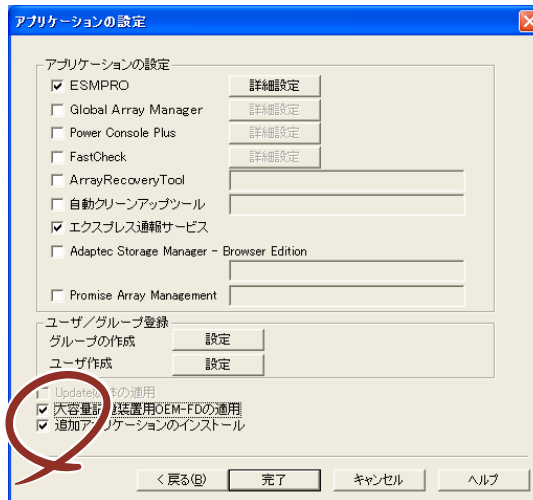 アプリケーションの設定
アプリケーションの設定
ESMPRO 詳細設定
Global Array Manager 詳細設定
Power Console Plus 詳細設定
FastCheck 詳細設定
ArrayRecoveryTool
自動クリーンアップツール
エクスプレス通報サービス
Adaptec Storage Manager - Browser Edition
Promise Array Management
ユーザ/グループ登録
グループの作成 設定
ユーザ作成 設定
Update媒体の適用
大容量記憶装置用OEM-FDの適用
追加アプリケーションのインストール
< 戻る(B) 完了 キャンセル ヘルプ